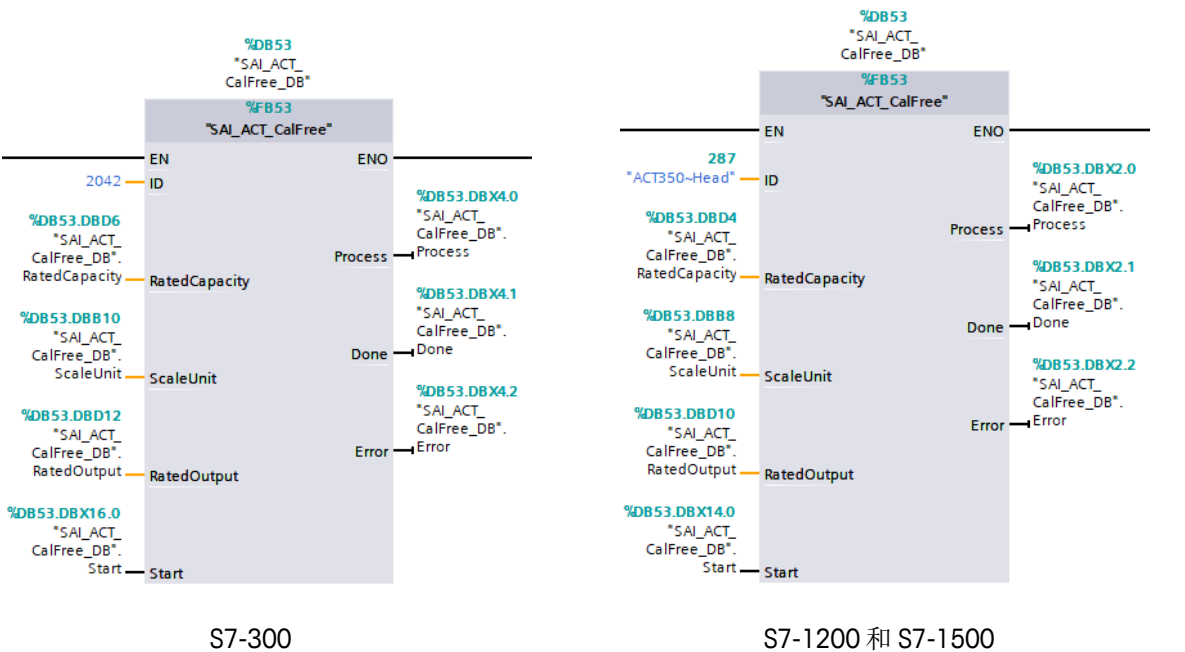 %DB53
"SAI_ACT_
CalFree_DB"
%FB53
"SAI_ACT_CalFree"
EN
ENO
2042
ID
%DB53.DBX4.0
"SAI_ACT_
CalFree_DB".
Process
Process
%DB53.DBD6
"SAI_ACT_
CalFree_DB".
RatedCapacity
RatedCapacity
%DB53.DBX4.1
"SAI_ACT_
CalFree_DB".
Done
Done
%DB53.DBB10
"SAI_ACT_
CalFree_DB".
ScaleUnit
ScaleUnit
%DB53.DBX4.2
"SAI_ACT_
CalFree_DB".
Error
Error
%DB53.DBD12
"SAI_ACT_
CalFree_DB".
RatedOutput
RatedOutput
%DB53.DBX16.0
"SAI_ACT_
CalFree_DB".
Start
Start
S7-300
%DB53
"SAI_ACT_
CalFree_DB"
%FB53
"SAI_ACT_CalFree"
EN
ENO
287
"ACT350~Head"
ID
%DB53.DBX2.0
"SAI_ACT_
CalFree_DB".
Process
Process
%DB53.DBD4
"SAI_ACT_
CalFree_DB".
RatedCapacity
RatedCapacity
%DB53.DBX2.1
"SAI_ACT_
CalFree_DB".
Done
Done
%DB53.DBB8
"SAI_ACT_
CalFree_DB".
ScaleUnit
ScaleUnit
%DB53.DBX2.2
"SAI_ACT_
CalFree_DB".
Error
Error
%DB53.DBD10
"SAI_ACT_
CalFree_DB".
RatedOutput
RatedOutput
%DB53.DBX14.0
"SAI_ACT_
CalFree_DB".
Start
Start
S7-1200 和 S7-1500